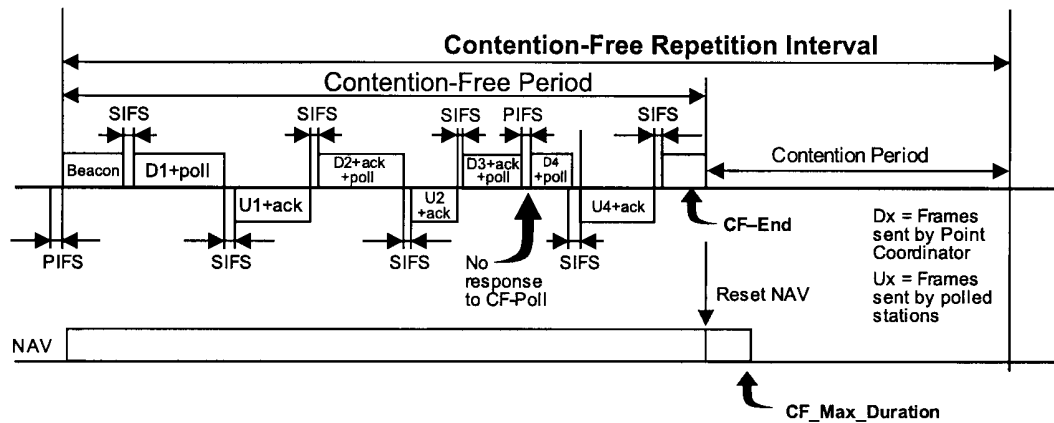 Contention-Free Repetition Interval
Contention-Free Period
SIFS
SIFS
SIFS
PIFS
SIFS
Beacon
D1+poll
D2+ack
+poll
D3+ack
+poll
D4
+poll
Contention Period
U1+ack
U2
+ack
U4+ack
CF–End
Dx = Frames
sent by Point
Coordinator
Ux = Frames
sent by polled
stations
PIFS
SIFS
SIFS
No
response
to CF-Poll
SIFS
Reset NAV
NAV
CF_Max_Duration